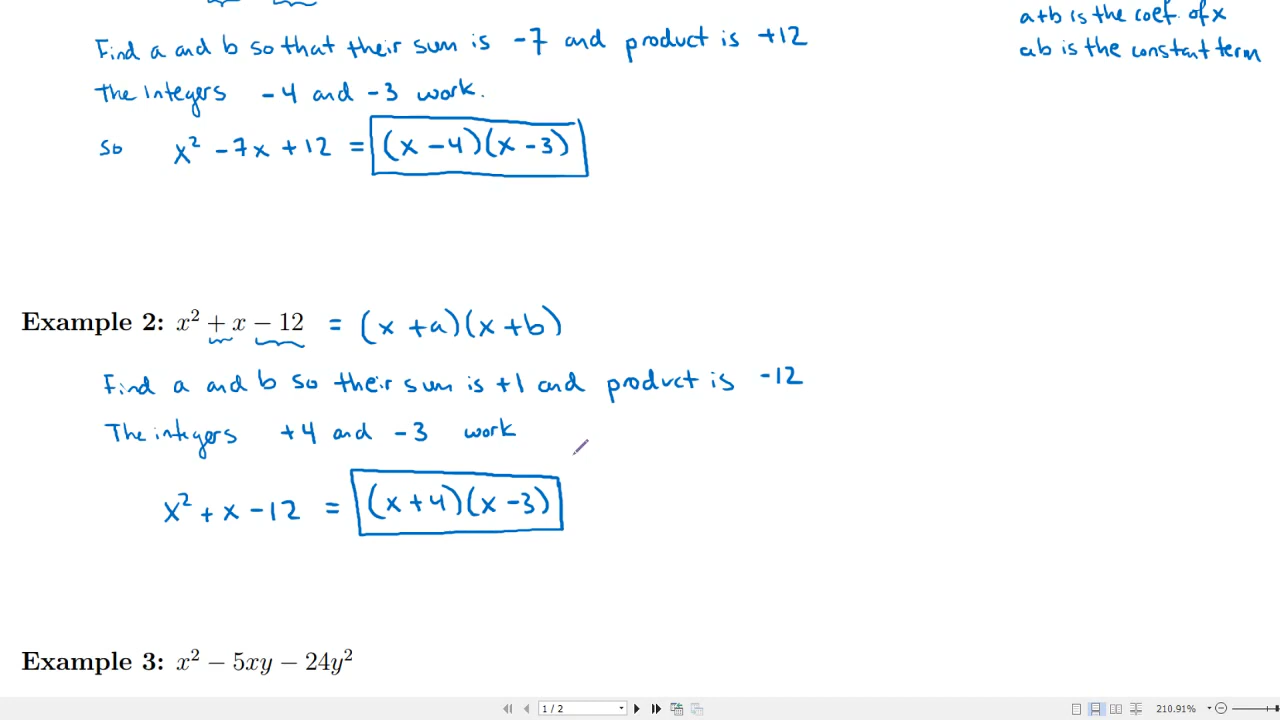 a+b is the coef. of x
ab is the constant term
Find a and b so that their sum is -7 and product is +12
The integers -4 and -3 work.
so x² - 7x + 12 = (x - 4)(x - 3)
Example 2: x² + x − 12 = (x + a)(x + b)
Find a and b so their sum is +1 and product is -12
The integers +4 and -3 work
x² + x - 12 = (x + 4)(x - 3)
Example 3: x² − 5xy − 24y²
1 / 2
210.91%